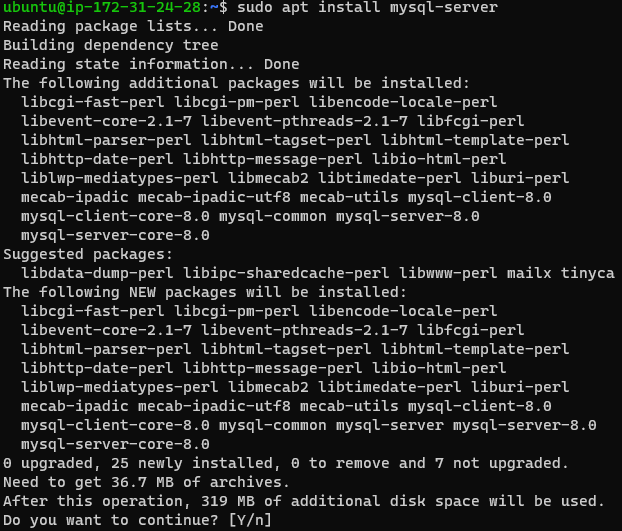 ubuntu@ip-172-31-24-28:~$ sudo apt install mysql-server
Reading package lists... Done
Building dependency tree
Reading state information... Done
The following additional packages will be installed:
  libcgi-fast-perl libcgi-pm-perl libencode-locale-perl
  libevent-core-2.1-7 libevent-pthreads-2.1-7 libfcgi-perl
  libhtml-parser-perl libhtml-tagset-perl libhtml-template-perl
  libhttp-date-perl libhttp-message-perl libio-html-perl
  liblwp-mediatypes-perl libmecab2 libtimedate-perl liburi-perl
  mecab-ipadic mecab-ipadic-utf8 mecab-utils mysql-client-8.0
  mysql-client-core-8.0 mysql-common mysql-server-8.0
  mysql-server-core-8.0
Suggested packages:
  libdata-dump-perl libipc-sharedcache-perl libwww-perl mailx tinyca
The following NEW packages will be installed:
  libcgi-fast-perl libcgi-pm-perl libencode-locale-perl
  libevent-core-2.1-7 libevent-pthreads-2.1-7 libfcgi-perl
  libhtml-parser-perl libhtml-tagset-perl libhtml-template-perl
  libhttp-date-perl libhttp-message-perl libio-html-perl
  liblwp-mediatypes-perl libmecab2 libtimedate-perl liburi-perl
  mecab-ipadic mecab-ipadic-utf8 mecab-utils mysql-client-8.0
  mysql-client-core-8.0 mysql-common mysql-server mysql-server-8.0
  mysql-server-core-8.0
0 upgraded, 25 newly installed, 0 to remove and 7 not upgraded.
Need to get 36.7 MB of archives.
After this operation, 319 MB of additional disk space will be used.
Do you want to continue? [Y/n]